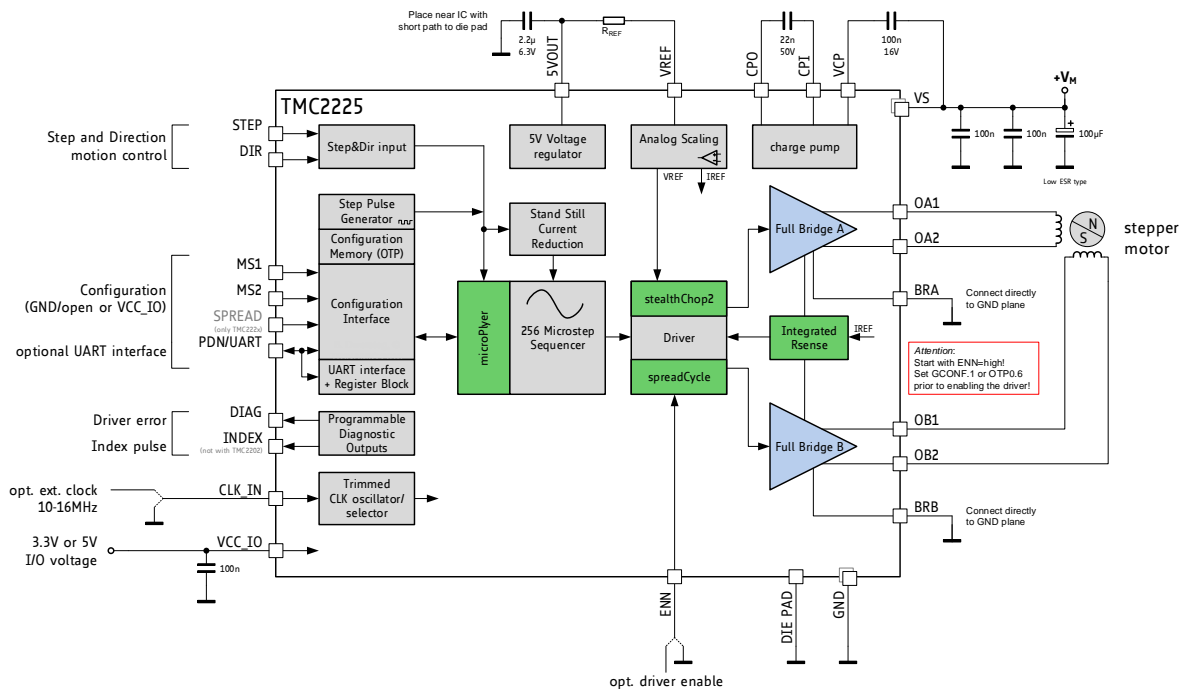 Place near IC with
short path to die pad
2.2µ
6.3V
RREF
22n
50V
100n
16V
5VOUT
VREF
CPO
CPI
VCP
+VM
VS
TMC2225
100n
100n
+
100µF
Low ESR type
Step and Direction
motion control
STEP
DIR
Step&Dir input
5V Voltage
regulator
Analog Scaling
VREF
IREF
charge pump
Step Pulse
Generator
Configuration
Memory (OTP)
Stand Still
Current
Reduction
Full Bridge A
OA1
OA2
N
S
stepper
motor
Configuration
(GND/open or VCC_IO)
optional UART interface
MS1
MS2
SPREAD
(only TMC222x)
PDN/UART
Configuration
Interface
UART interface
+ Register Block
microPlyer
256 Microstep
Sequencer
stealthChop2
Driver
spreadCycle
Integrated
Rsense
IREF
BRA
Connect directly
to GND plane
Attention:
Start with ENN=high!
Set GCONF.1 or OTP0.6
prior to enabling the driver!
Driver error
Index pulse
DIAG
INDEX
(not with TMC2202)
Programmable
Diagnostic
Outputs
Full Bridge B
OB1
OB2
opt. ext. clock
10-16MHz
CLK_IN
Trimmed
CLK oscillator/
selector
BRB
Connect directly
to GND plane
3.3V or 5V
I/O voltage
VCC_IO
100n
ENN
DIE PAD
GND
opt. driver enable